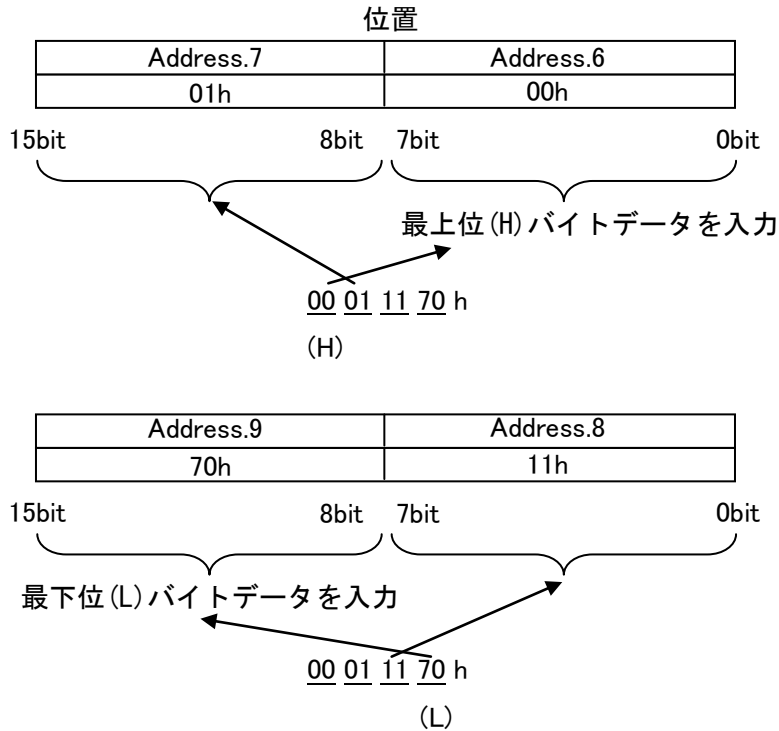 位置
Address.7 Address.6
01h 00h
15bit 8bit 7bit 0bit
最上位(H)バイトデータを入力
00 01 11 70 h
(H)
Address.9 Address.8
70h 11h
15bit 8bit 7bit 0bit
最下位(L)バイトデータを入力
00 01 11 70 h
(L)